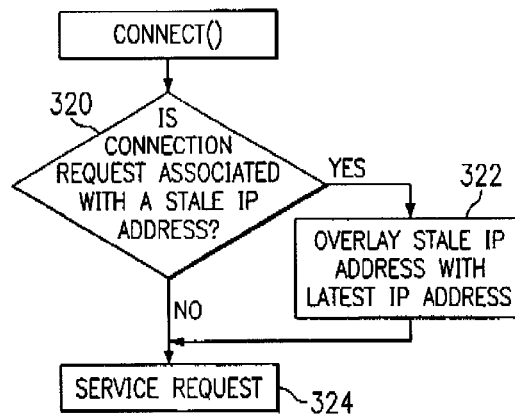 CONNECT()
320
IS
CONNECTION
REQUEST ASSOCIATED
WITH A STALE IP
ADDRESS?
YES
322
OVERLAY STALE IP
ADDRESS WITH
LATEST IP ADDRESS
NO
SERVICE REQUEST
324